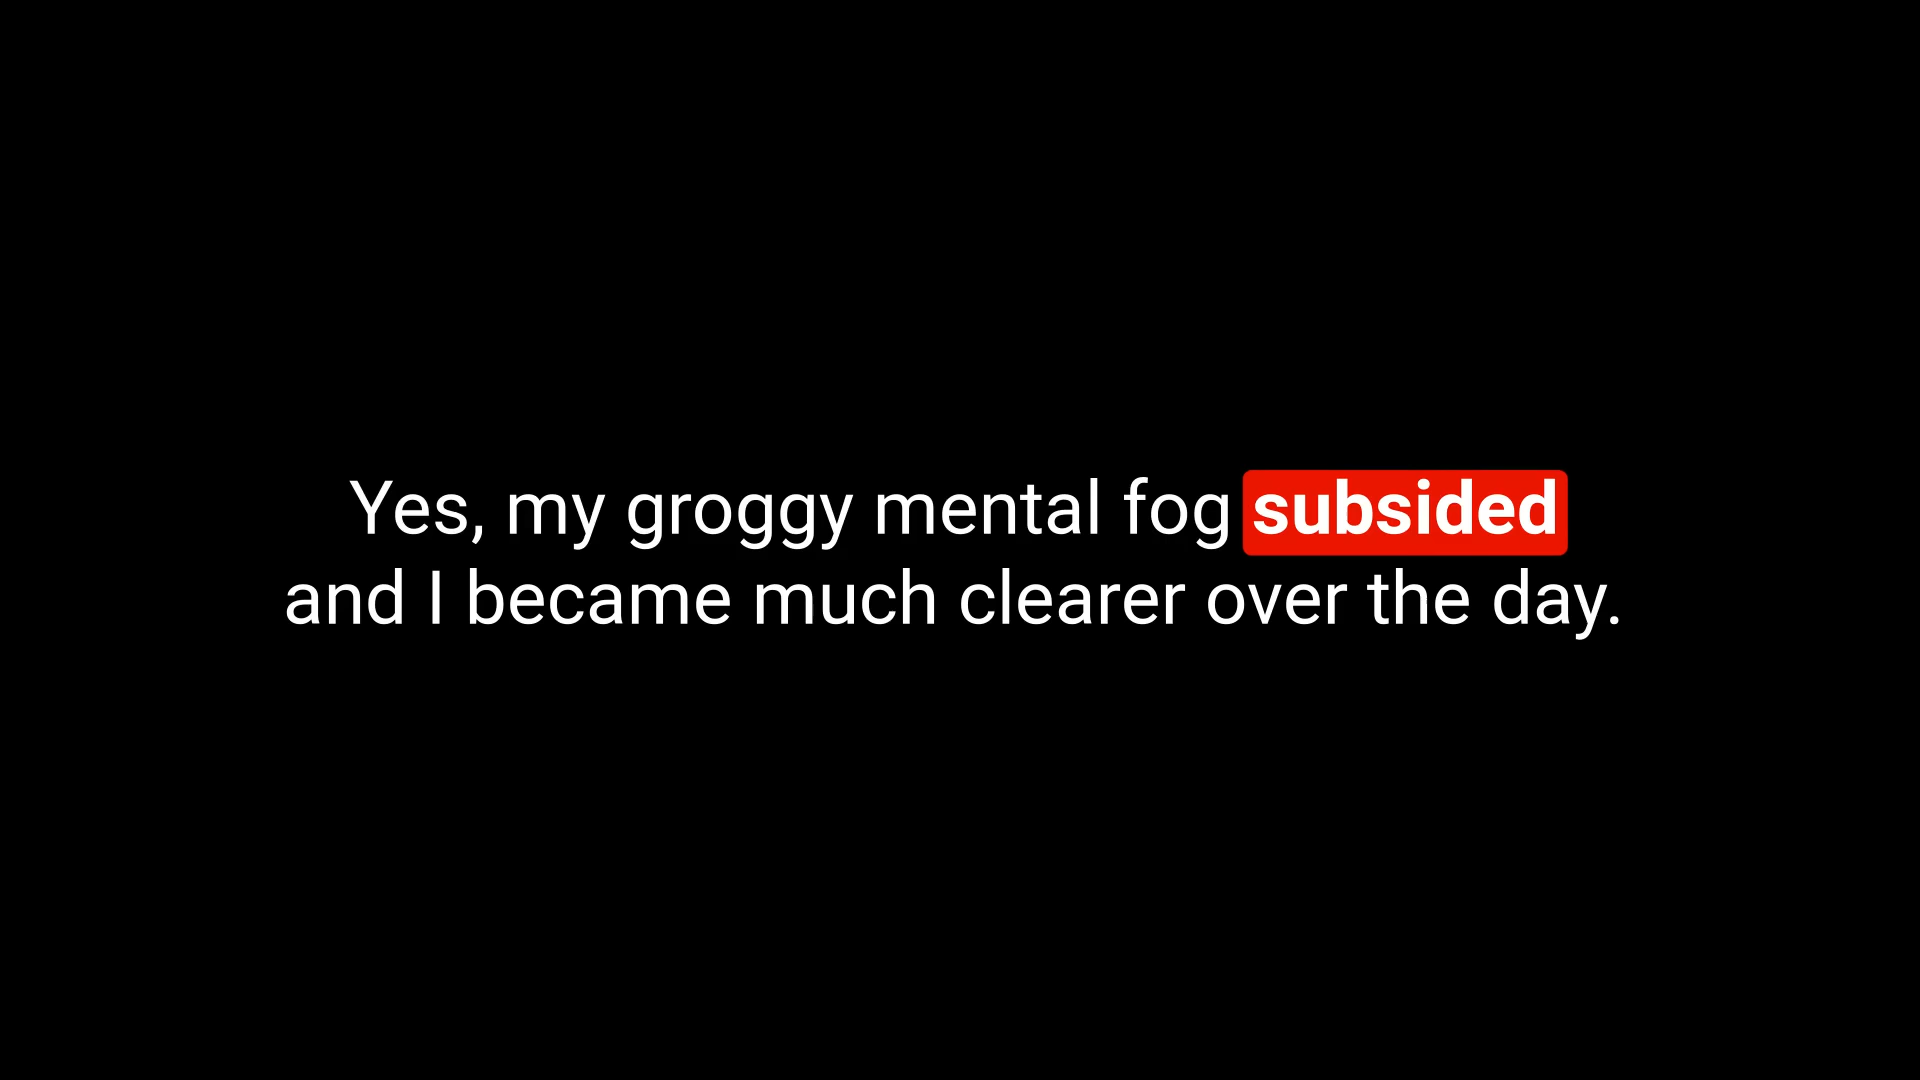 Yes, my groggy mental fog subsided
and I became much clearer over the day.